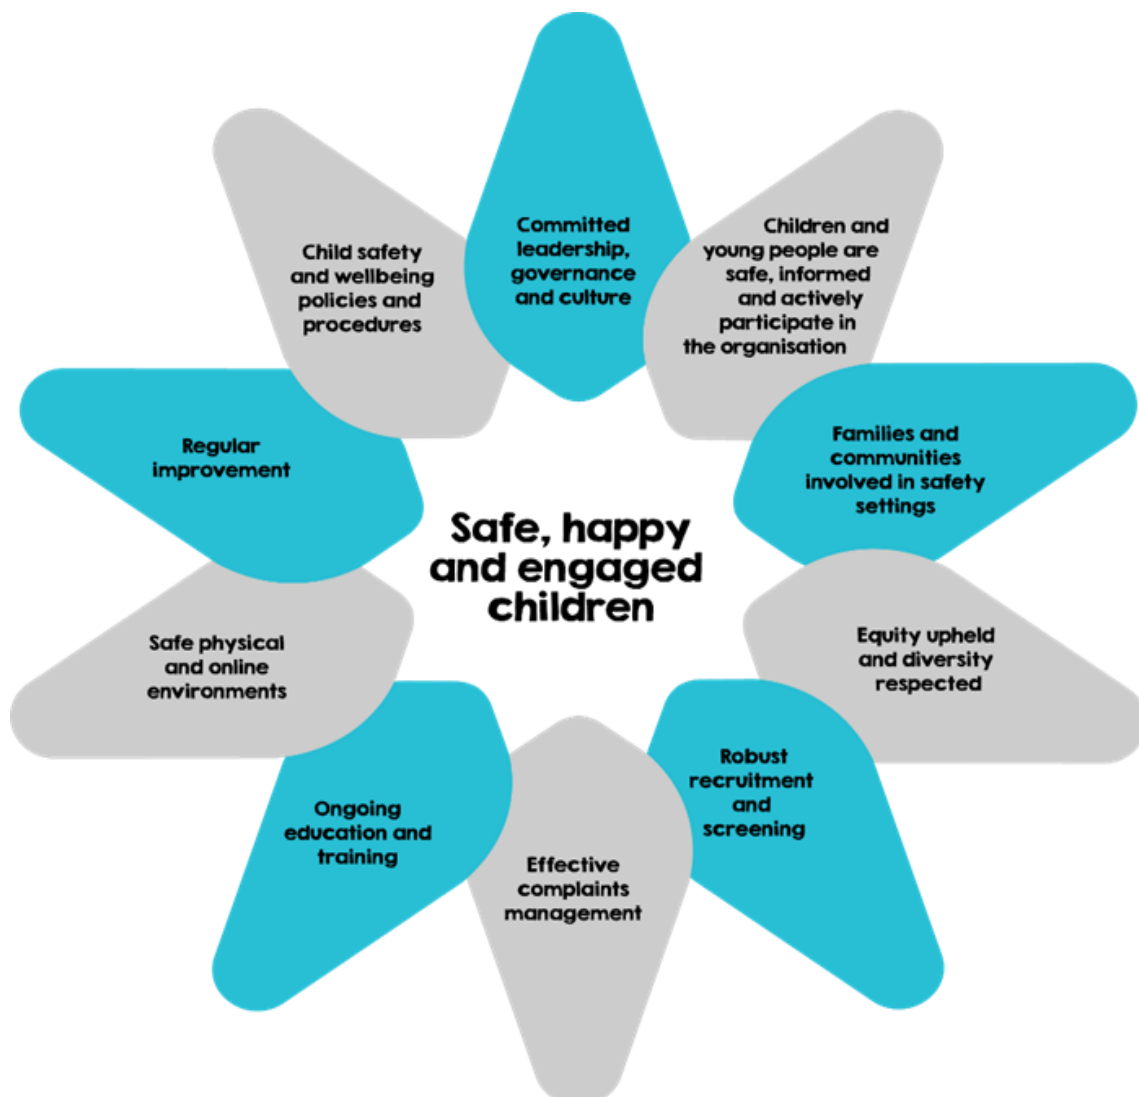 Committed
leadership,
governance
and culture
Children and
young people are
safe, informed
and actively
participate in
the organisation
Families and
communities
involved in safety
settings
Equity upheld
and diversity
respected
Robust
recruitment
and
screening
Effective
complaints
management
Ongoing
education and
training
Safe physical
and online
environments
Regular
improvement
Child safety
and wellbeing
policies and
procedures
Safe, happy
and engaged
children